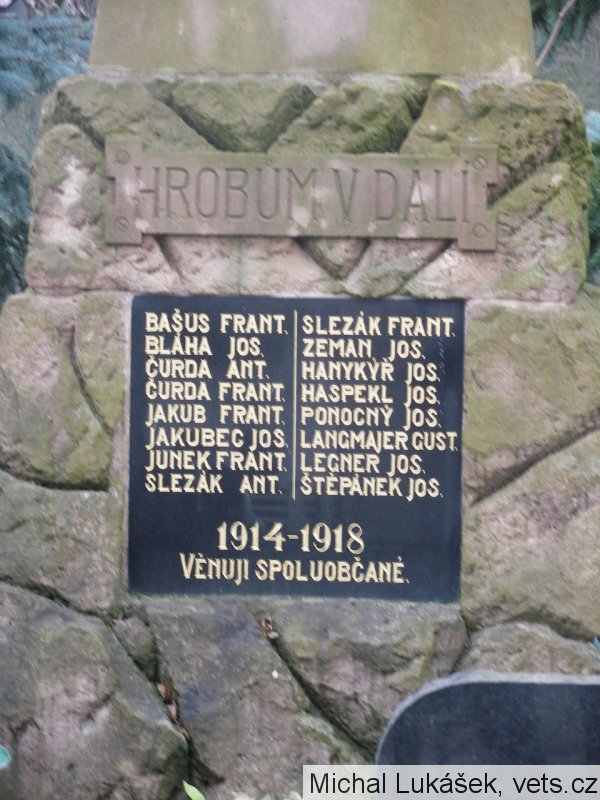 HROBUM V DALI
BAŠUS FRANT.
BLÁHA JOS.
ČURDA ANT.
ČURDA FRANT.
JAKUB FRANT.
JAKUBEC JOS.
JUNEK FRANT.
SLEZÁK ANT.
SLEZÁK FRANT.
ZEMAN JOS.
HANYKÝŘ JOS.
HASPEKL JOS.
PONOCNÝ JOS.
LANGMAJER GUST.
LEGNER JOS.
ŠTĚPÁNEK JOS.
1914-1918
VĚNUJÍ SPOLUOBČANÉ.
Michal Lukášek, vets.cz